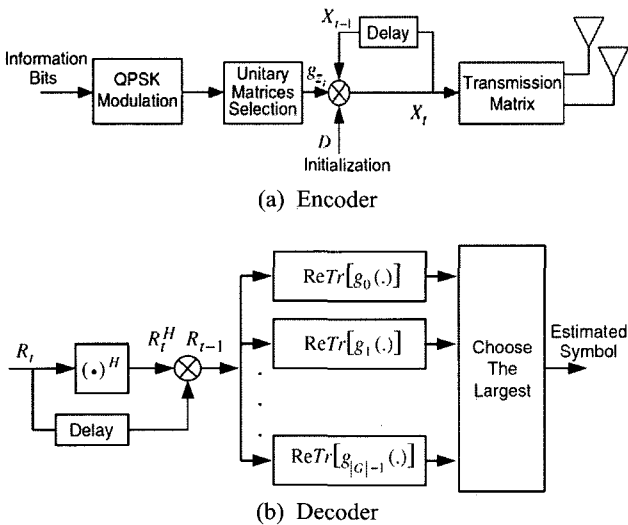 X_{t-1}
Delay
Information
Bits
QPSK
Modulation
Unitary
Matrices
Selection
g_{z_t}
X_t
Transmission
Matrix
D
Initialization
(a) Encoder
R_t
(•)^H
R_t^H R_{t-1}
Delay
ReTr[g_0(.)]
ReTr[g_1(.)]
ReTr[g_{|G|-1}(.)]
Choose
The
Largest
Estimated
Symbol
(b) Decoder